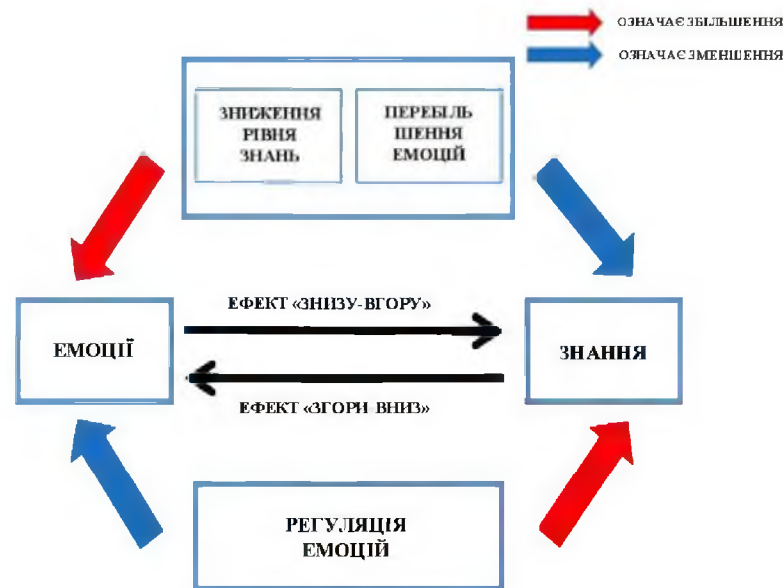 ОЗНАЧАЄ ЗБІЛЬШЕННЯ
ОЗНАЧАЄ ЗМЕНШЕННЯ
ЗНИЖЕННЯ
РІВНЯ
ЗНАНЬ
ПЕРЕБІЛЬ
ШЕННЯ
ЕМОЦІЙ
ЕФЕКТ «ЗНИЗУ-ВГОРУ»
ЕМОЦІЇ
ЗНАННЯ
ЕФЕКТ «ЗГОРИ-ВНИЗ»
РЕГУЛЯЦІЯ
ЕМОЦІЙ